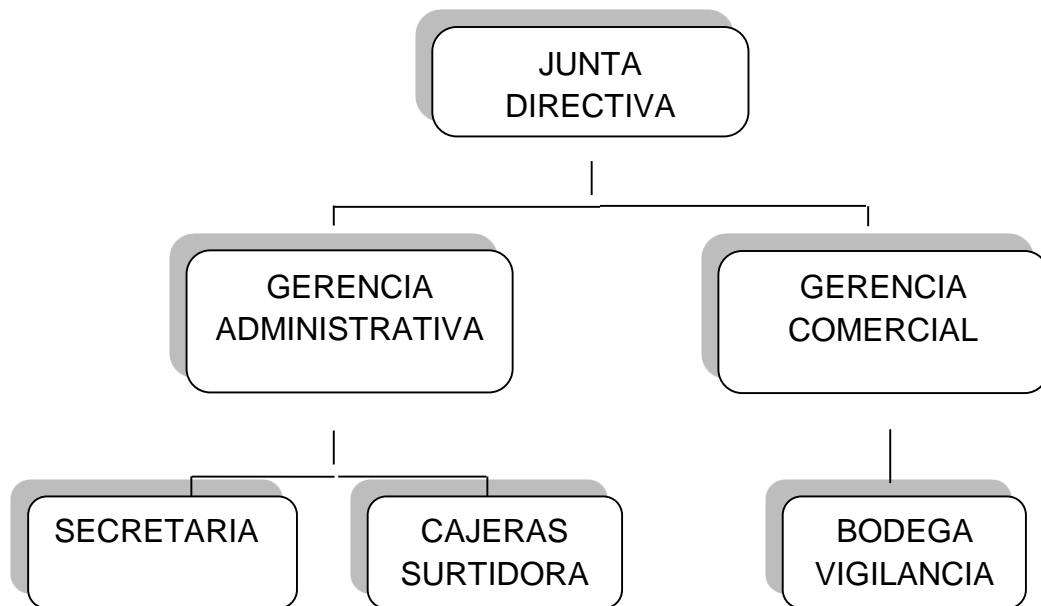 JUNTA
DIRECTIVA
GERENCIA
ADMINISTRATIVA
GERENCIA
COMERCIAL
SECRETARIA
CAJERAS
SURTIDORA
BODEGA
VIGILANCIA